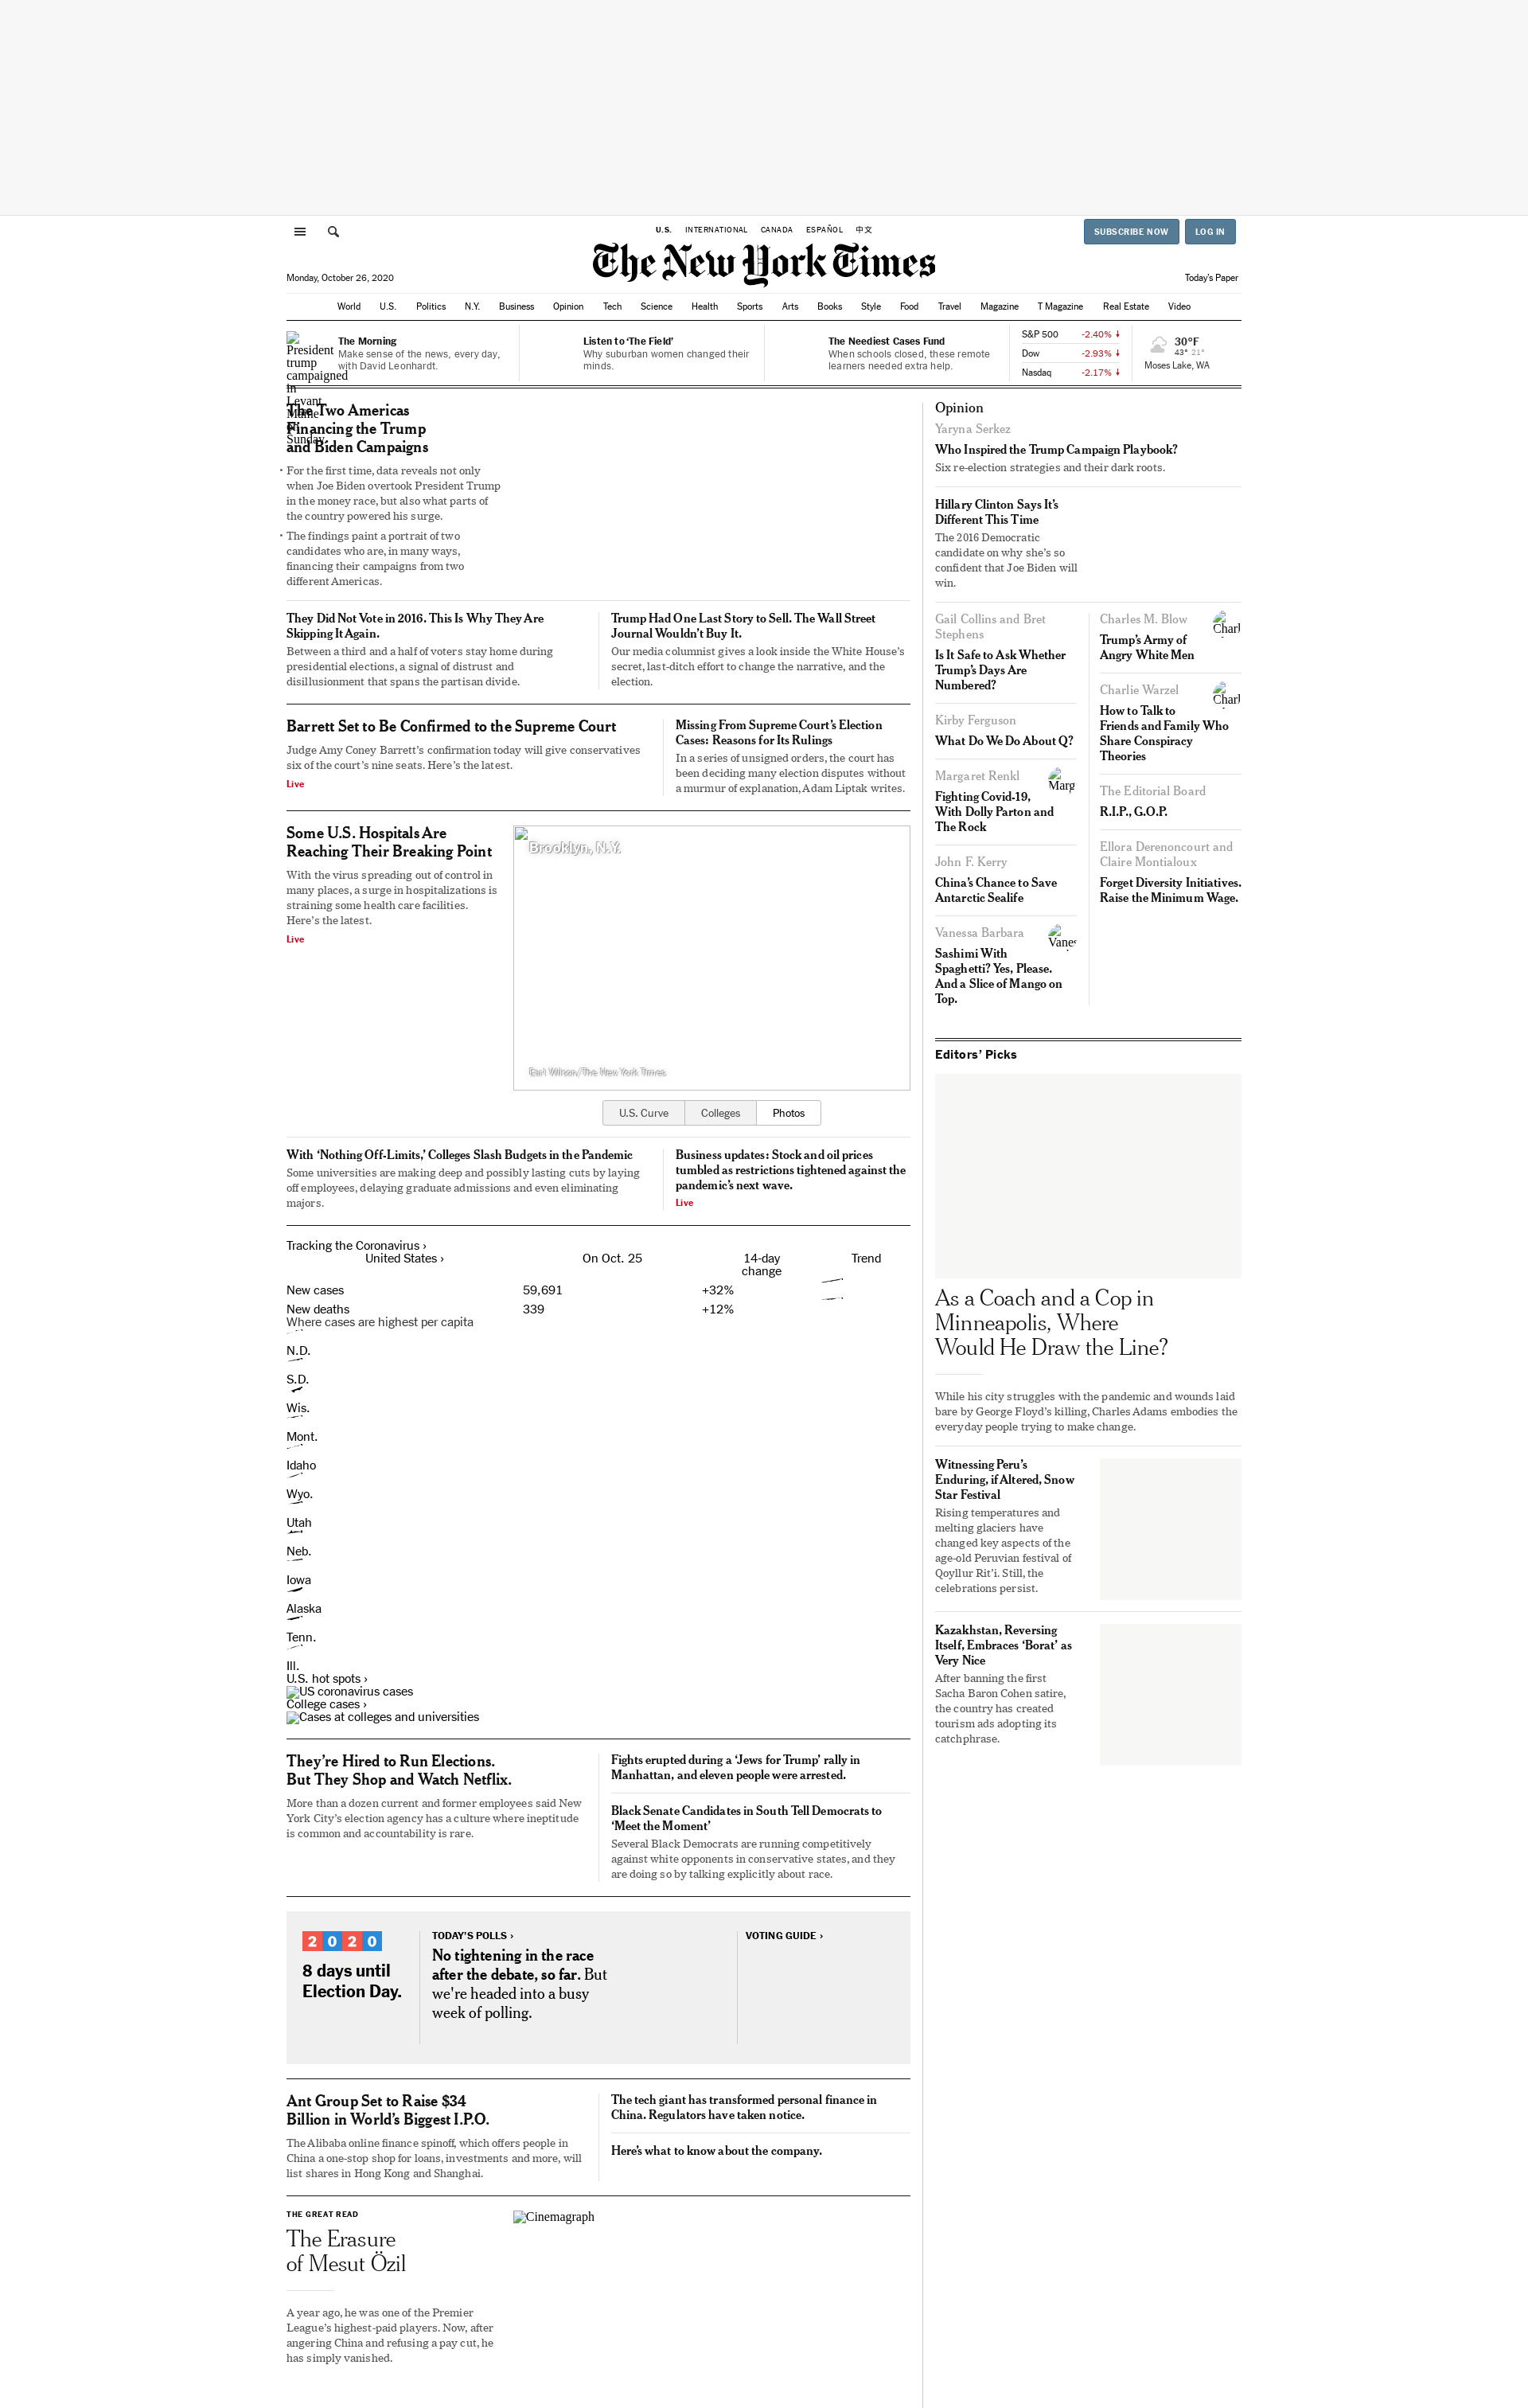 U.S. INTERNATIONAL CANADA ESPAÑOL 中文
SUBSCRIBE NOW LOG IN
The New York Times
Monday, October 26, 2020
Today's Paper
World U.S. Politics N.Y. Business Opinion Tech Science Health Sports Arts Books Style Food Travel Magazine T Magazine Real Estate Video
President
trump
campaigned
in
Levant,
Maine
on
Sunday.
The Morning
Make sense of the news, every day,
with David Leonhardt.
Listen to ‘The Field’
Why suburban women changed their
minds.
The Neediest Cases Fund
When schools closed, these remote
learners needed extra help.
S&P 500 -2.40% ↓
Dow -2.93% ↓
Nasdaq -2.17% ↓
30°F
43° 21°
Moses Lake, WA
The Two Americas
Financing the Trump
and Biden Campaigns
• For the first time, data reveals not only
when Joe Biden overtook President Trump
in the money race, but also what parts of
the country powered his surge.
• The findings paint a portrait of two
candidates who are, in many ways,
financing their campaigns from two
different Americas.
They Did Not Vote in 2016. This Is Why They Are
Skipping It Again.
Between a third and a half of voters stay home during
presidential elections, a signal of distrust and
disillusionment that spans the partisan divide.
Trump Had One Last Story to Sell. The Wall Street
Journal Wouldn’t Buy It.
Our media columnist gives a look inside the White House’s
secret, last-ditch effort to change the narrative, and the
election.
Barrett Set to Be Confirmed to the Supreme Court
Judge Amy Coney Barrett’s confirmation today will give conservatives
six of the court’s nine seats. Here’s the latest.
Live
Missing From Supreme Court’s Election
Cases: Reasons for Its Rulings
In a series of unsigned orders, the court has
been deciding many election disputes without
a murmur of explanation, Adam Liptak writes.
Some U.S. Hospitals Are
Reaching Their Breaking Point
With the virus spreading out of control in
many places, a surge in hospitalizations is
straining some health care facilities.
Here’s the latest.
Live
Brooklyn, N.Y.
Earl Wilson/The New York Times
U.S. Curve Colleges Photos
With ‘Nothing Off-Limits,’ Colleges Slash Budgets in the Pandemic
Some universities are making deep and possibly lasting cuts by laying
off employees, delaying graduate admissions and even eliminating
majors.
Business updates: Stock and oil prices
tumbled as restrictions tightened against the
pandemic’s next wave.
Live
Tracking the Coronavirus ›
United States › On Oct. 25 14-day
change Trend
New cases 59,691 +32%
New deaths 339 +12%
Where cases are highest per capita
N.D.
S.D.
Wis.
Mont.
Idaho
Wyo.
Utah
Neb.
Iowa
Alaska
Tenn.
Ill.
U.S. hot spots ›
US coronavirus cases
College cases ›
Cases at colleges and universities
They’re Hired to Run Elections.
But They Shop and Watch Netflix.
More than a dozen current and former employees said New
York City’s election agency has a culture where ineptitude
is common and accountability is rare.
Fights erupted during a ‘Jews for Trump’ rally in
Manhattan, and eleven people were arrested.
Black Senate Candidates in South Tell Democrats to
‘Meet the Moment’
Several Black Democrats are running competitively
against white opponents in conservative states, and they
are doing so by talking explicitly about race.
2020
8 days until
Election Day.
TODAY’S POLLS ›
No tightening in the race
after the debate, so far. But
we're headed into a busy
week of polling.
VOTING GUIDE ›
Ant Group Set to Raise $34
Billion in World’s Biggest I.P.O.
The Alibaba online finance spinoff, which offers people in
China a one-stop shop for loans, investments and more, will
list shares in Hong Kong and Shanghai.
The tech giant has transformed personal finance in
China. Regulators have taken notice.
Here’s what to know about the company.
THE GREAT READ
The Erasure
of Mesut Özil
A year ago, he was one of the Premier
League’s highest-paid players. Now, after
angering China and refusing a pay cut, he
has simply vanished.
Cinemagraph
Opinion
Yaryna Serkez
Who Inspired the Trump Campaign Playbook?
Six re-election strategies and their dark roots.
Hillary Clinton Says It’s
Different This Time
The 2016 Democratic
candidate on why she’s so
confident that Joe Biden will
win.
Gail Collins and Bret
Stephens
Is It Safe to Ask Whether
Trump’s Days Are
Numbered?
Kirby Ferguson
What Do We Do About Q?
Margaret Renkl
Marg
Fighting Covid-19,
With Dolly Parton and
The Rock
John F. Kerry
China’s Chance to Save
Antarctic Sealife
Vanessa Barbara
Vanes
Sashimi With
Spaghetti? Yes, Please.
And a Slice of Mango on
Top.
Charles M. Blow
Charl
Trump’s Army of
Angry White Men
Charlie Warzel
Charl
How to Talk to
Friends and Family Who
Share Conspiracy
Theories
The Editorial Board
R.I.P., G.O.P.
Ellora Derenoncourt and
Claire Montialoux
Forget Diversity Initiatives.
Raise the Minimum Wage.
Editors’ Picks
As a Coach and a Cop in
Minneapolis, Where
Would He Draw the Line?
While his city struggles with the pandemic and wounds laid
bare by George Floyd’s killing, Charles Adams embodies the
everyday people trying to make change.
Witnessing Peru’s
Enduring, if Altered, Snow
Star Festival
Rising temperatures and
melting glaciers have
changed key aspects of the
age-old Peruvian festival of
Qoyllur Rit’i. Still, the
celebrations persist.
Kazakhstan, Reversing
Itself, Embraces ‘Borat’ as
Very Nice
After banning the first
Sacha Baron Cohen satire,
the country has created
tourism ads adopting its
catchphrase.